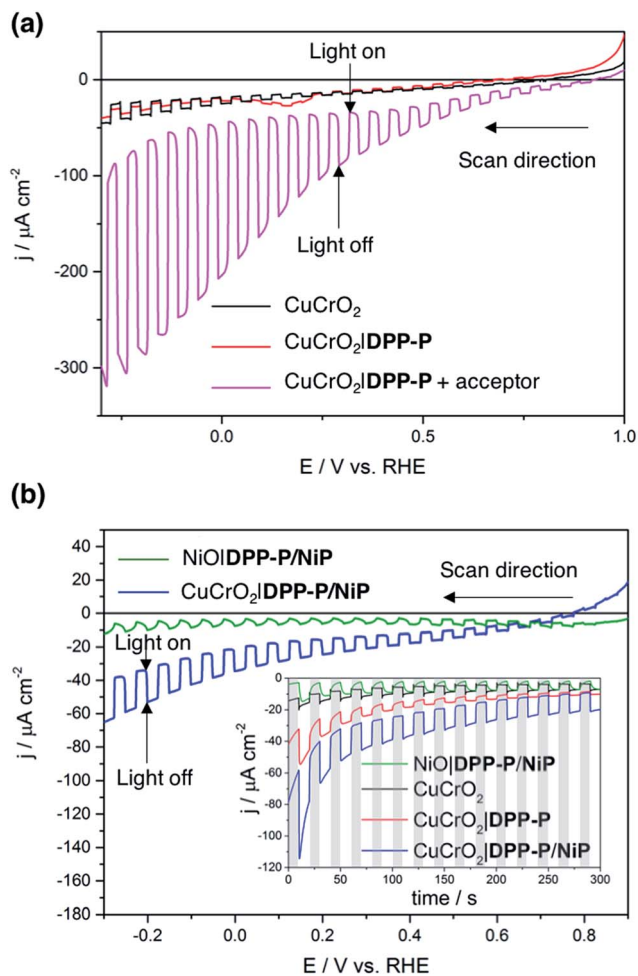 (a)
Light on
0
-100
-200
-300
j / μA cm⁻²
Scan direction
Light off
CuCrO₂
CuCrO₂|DPP-P
CuCrO₂|DPP-P + acceptor
0.0 0.5 1.0
E / V vs. RHE
(b)
40
20
0
-20
-40
-60
-80
-100
-120
-140
-160
-180
j / μA cm⁻²
NiO|DPP-P/NiP
CuCrO₂|DPP-P/NiP
Scan direction
Light on
Light off
0
-20
-40
-60
-80
-100
-120
j / μA cm⁻²
NiO|DPP-P/NiP
CuCrO₂
CuCrO₂|DPP-P
CuCrO₂|DPP-P/NiP
0 50 100 150 200 250 300
time / s
-0.2 0.0 0.2 0.4 0.6 0.8
E / V vs. RHE